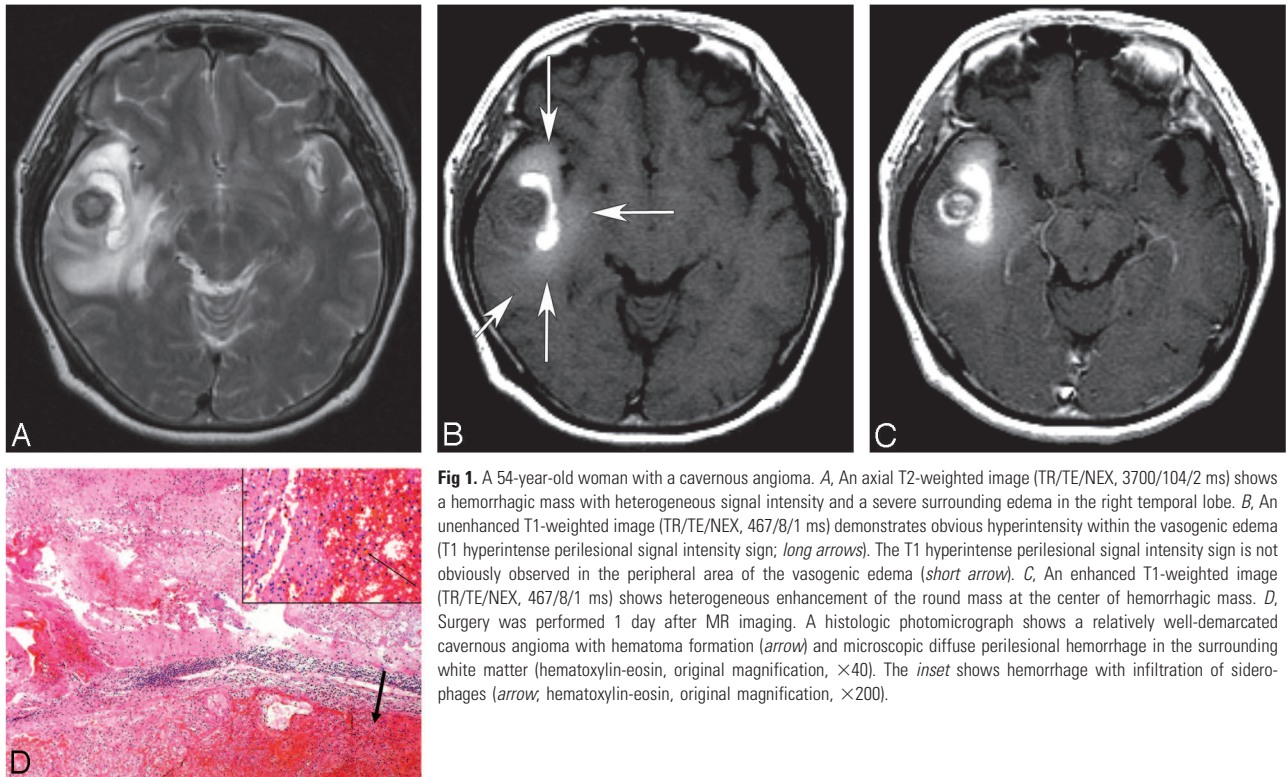 A
B
C
D
Fig 1. A 54-year-old woman with a cavernous angioma. A, An axial T2-weighted image (TR/TE/NEX, 3700/104/2 ms) shows
a hemorrhagic mass with heterogeneous signal intensity and a severe surrounding edema in the right temporal lobe. B, An
unenhanced T1-weighted image (TR/TE/NEX, 467/8/1 ms) demonstrates obvious hyperintensity within the vasogenic edema
(T1 hyperintense perilesional signal intensity sign; long arrows). The T1 hyperintense perilesional signal intensity sign is not
obviously observed in the peripheral area of the vasogenic edema (short arrow). C, An enhanced T1-weighted image
(TR/TE/NEX, 467/8/1 ms) shows heterogeneous enhancement of the round mass at the center of hemorrhagic mass. D,
Surgery was performed 1 day after MR imaging. A histologic photomicrograph shows a relatively well-demarcated
cavernous angioma with hematoma formation (arrow) and microscopic diffuse perilesional hemorrhage in the surrounding
white matter (hematoxylin-eosin, original magnification, ×40). The inset shows hemorrhage with infiltration of sidero-
phages (arrow; hematoxylin-eosin, original magnification, ×200).